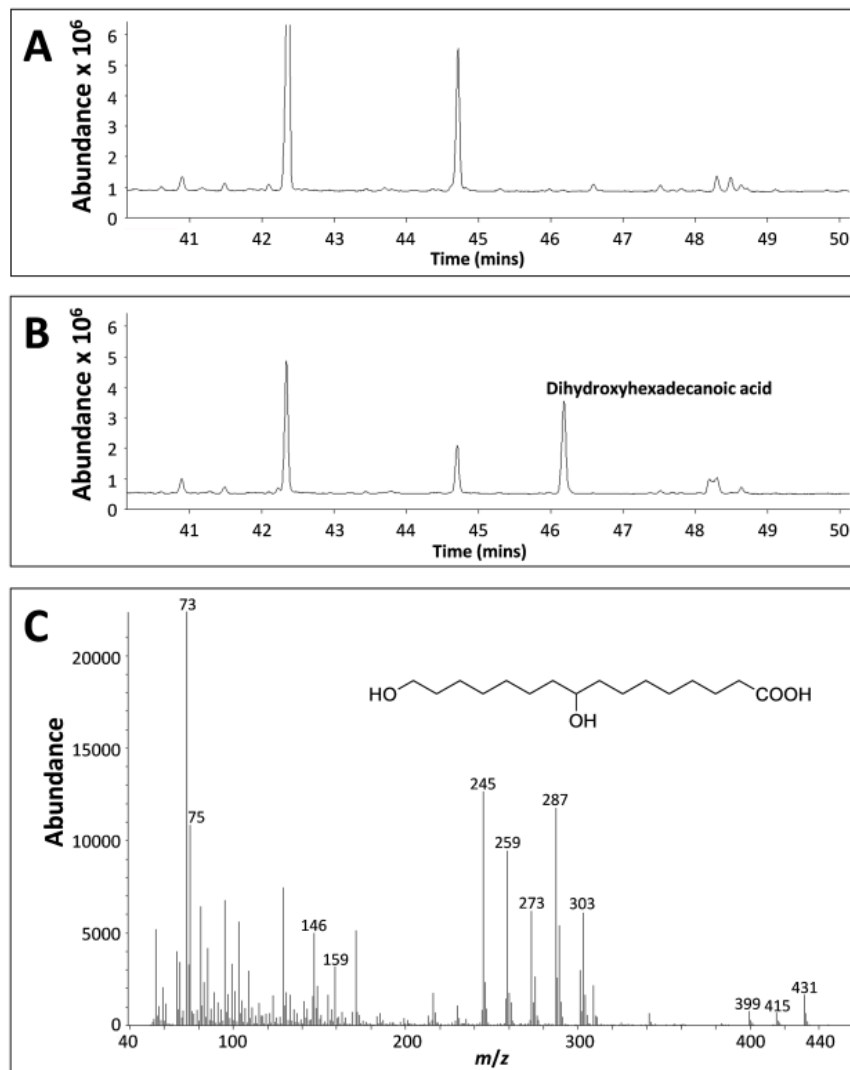 A
Abundance x 10⁶
6
5
4
3
2
1
0
41 42 43 44 45 46 47 48 49 50
Time (mins)
B
Abundance x 10⁶
6
5
4
3
2
1
0
Dihydroxyhexadecanoic acid
41 42 43 44 45 46 47 48 49 50
Time (mins)
C
Abundance
20000
15000
10000
5000
0
73
75
146
159
245
259
273
287
303
399
415
431
HO
OH
COOH
40 100 200 300 400 440
m/z